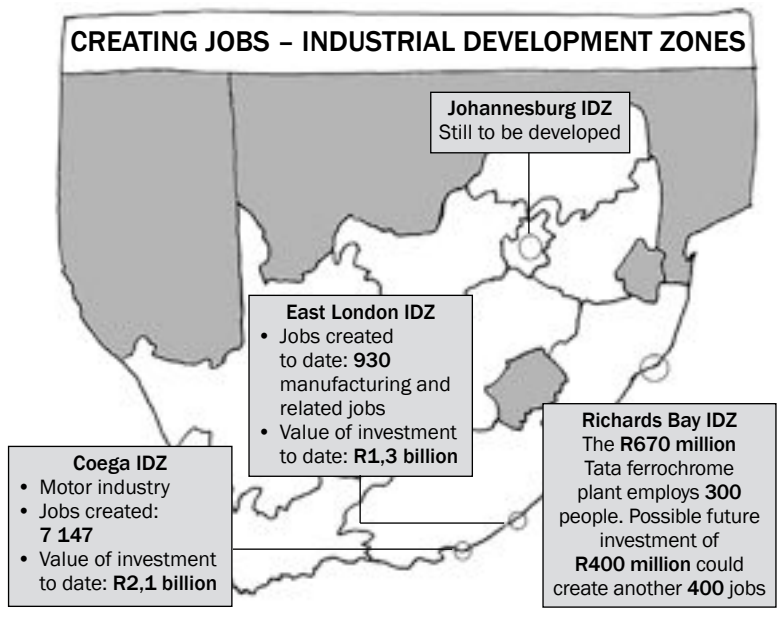 CREATING JOBS – INDUSTRIAL DEVELOPMENT ZONES
Johannesburg IDZ
Still to be developed
East London IDZ
• Jobs created
to date: 930
manufacturing and
related jobs
• Value of investment
to date: R1,3 billion
Richards Bay IDZ
The R670 million
Tata ferrochrome
plant employs 300
people. Possible future
investment of
R400 million could
create another 400 jobs
Coega IDZ
• Motor industry
• Jobs created:
7 147
• Value of investment
to date: R2,1 billion